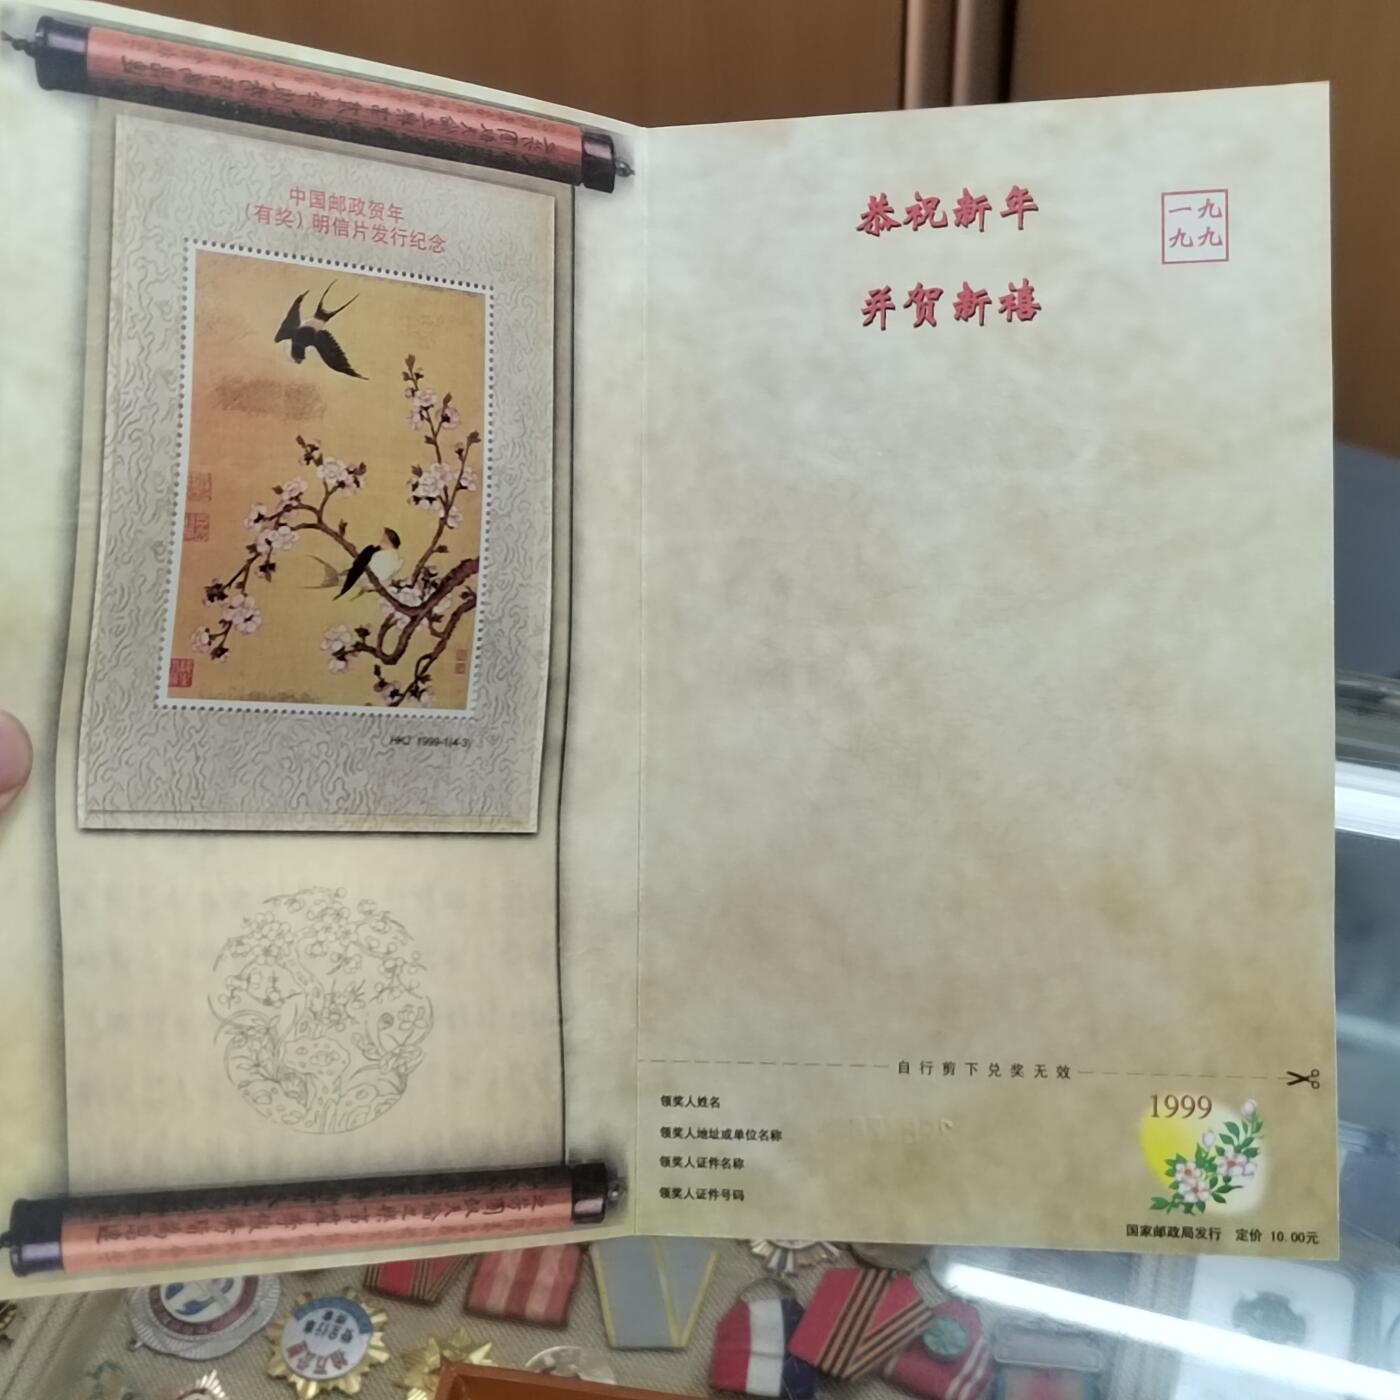 中国邮政贺年
(有奖)明信片发行纪念
HKJ 1999-1(4-3)
恭祝新年
并贺新禧
一九
九九
自行剪下兑奖无效
领奖人姓名
领奖人地址或单位名称
领奖人证件名称
领奖人证件号码
1999
国家邮政局发行 定价 10.00元